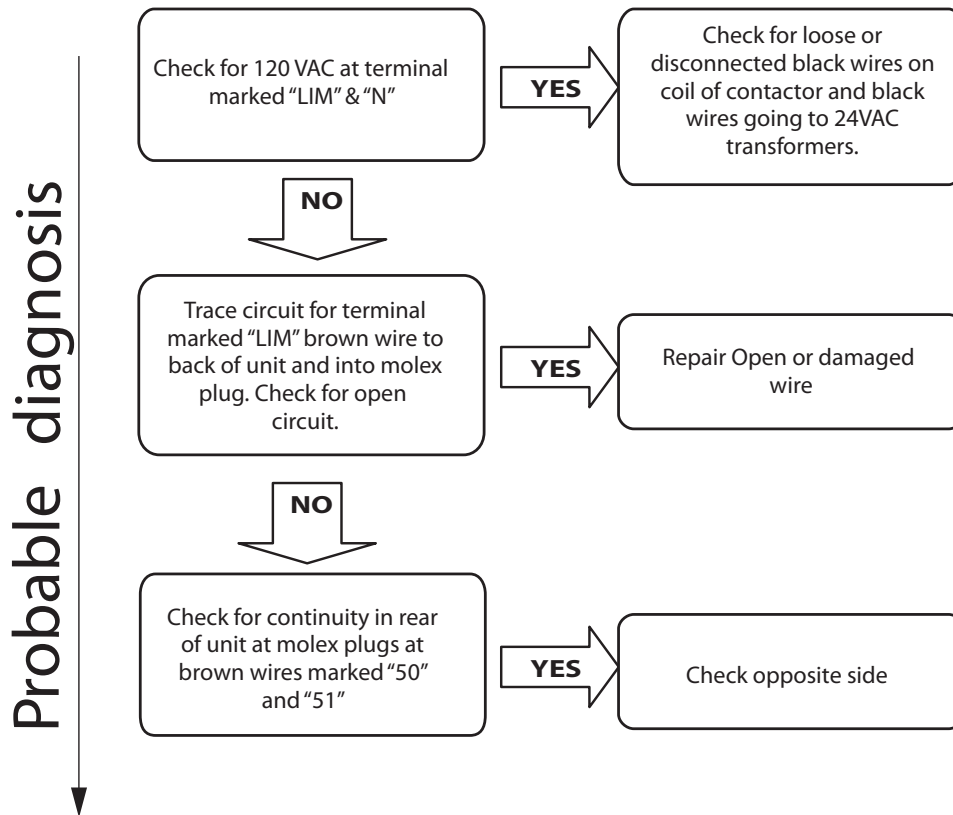 Probable diagnosis
Check for 120 VAC at terminal
marked “LIM” & “N”
YES
Check for loose or
disconnected black wires on
coil of contactor and black
wires going to 24VAC
transformers.
NO
Trace circuit for terminal
marked “LIM” brown wire to
back of unit and into molex
plug. Check for open
circuit.
YES
Repair Open or damaged
wire
NO
Check for continuity in rear
of unit at molex plugs at
brown wires marked “50”
and “51”
YES
Check opposite side